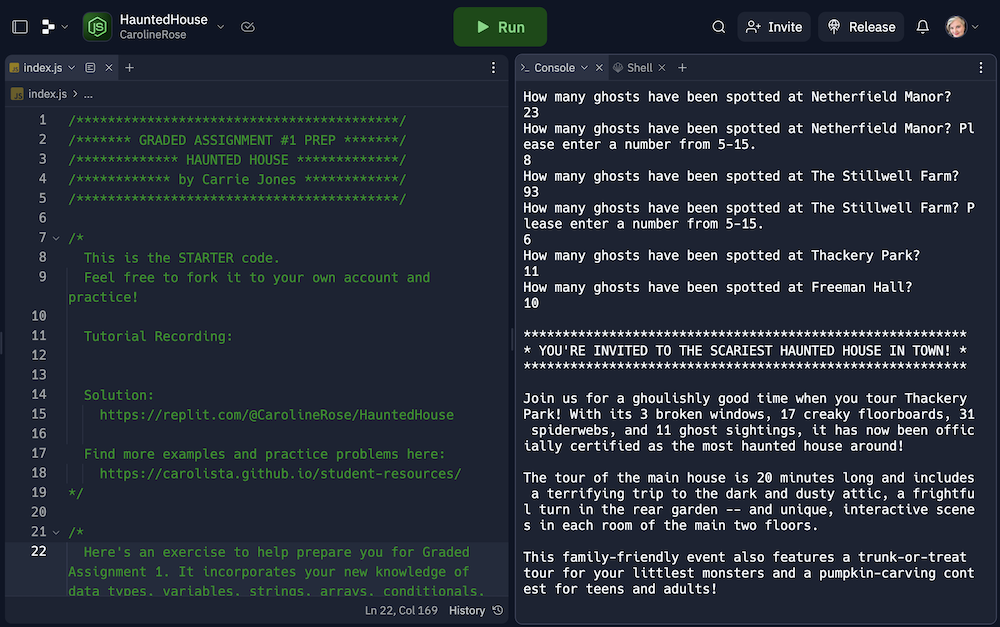 HauntedHouse
CarolineRose
Run
Invite
Release
index.js
index.js > ...
1 /*****************************************/
2 /******* GRADED ASSIGNMENT #1 PREP *******/
3 /************* HAUNTED HOUSE *************/
4 /************ by Carrie Jones ************/
5 /*****************************************/
6
7 /*
8 This is the STARTER code.
9 Feel free to fork it to your own account and
practice!
10
11 Tutorial Recording:
12
13
14 Solution:
15 https://replit.com/@CarolineRose/HauntedHouse
16
17 Find more examples and practice problems here:
18 https://carolista.github.io/student-resources/
19 */
20
21 /*
22 Here's an exercise to help prepare you for Graded
Assignment 1. It incorporates your new knowledge of
data types, variables, strings, arrays, conditionals,
Ln 22, Col 169 History
Console
Shell
How many ghosts have been spotted at Netherfield Manor?
23
How many ghosts have been spotted at Netherfield Manor? Pl
ease enter a number from 5-15.
8
How many ghosts have been spotted at The Stillwell Farm?
93
How many ghosts have been spotted at The Stillwell Farm? P
lease enter a number from 5-15.
6
How many ghosts have been spotted at Thackery Park?
11
How many ghosts have been spotted at Freeman Hall?
10
*********************************************************
* YOU'RE INVITED TO THE SCARIEST HAUNTED HOUSE IN TOWN! *
*********************************************************
Join us for a ghoulishly good time when you tour Thackery
Park! With its 3 broken windows, 17 creaky floorboards, 31
spiderwebs, and 11 ghost sightings, it has now been offic
ially certified as the most haunted house around!
The tour of the main house is 20 minutes long and includes
a terrifying trip to the dark and dusty attic, a frightfu
l turn in the rear garden -- and unique, interactive scene
s in each room of the main two floors.
This family-friendly event also features a trunk-or-treat
tour for your littlest monsters and a pumpkin-carving cont
est for teens and adults!